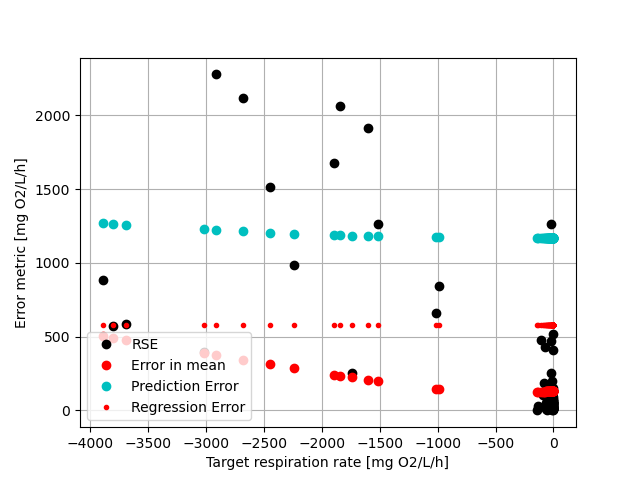 Error metric [mg O2/L/h]
2000
1500
1000
500
0
RSE
Error in mean
Prediction Error
Regression Error
−4000 −3500 −3000 −2500 −2000 −1500 −1000 −500 0
Target respiration rate [mg O2/L/h]